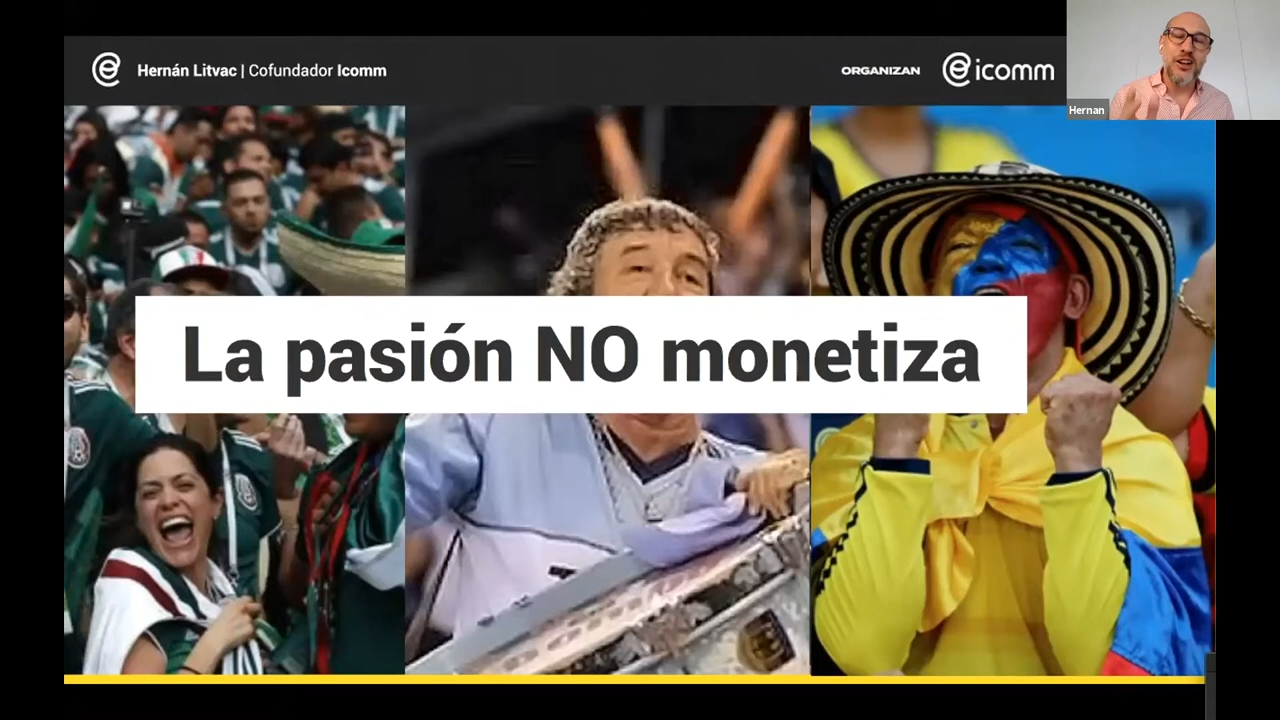 Hernán Litvac | Cofundador Icomm
ORGANIZAN
icomm
Hernan
La pasión NO monetiza